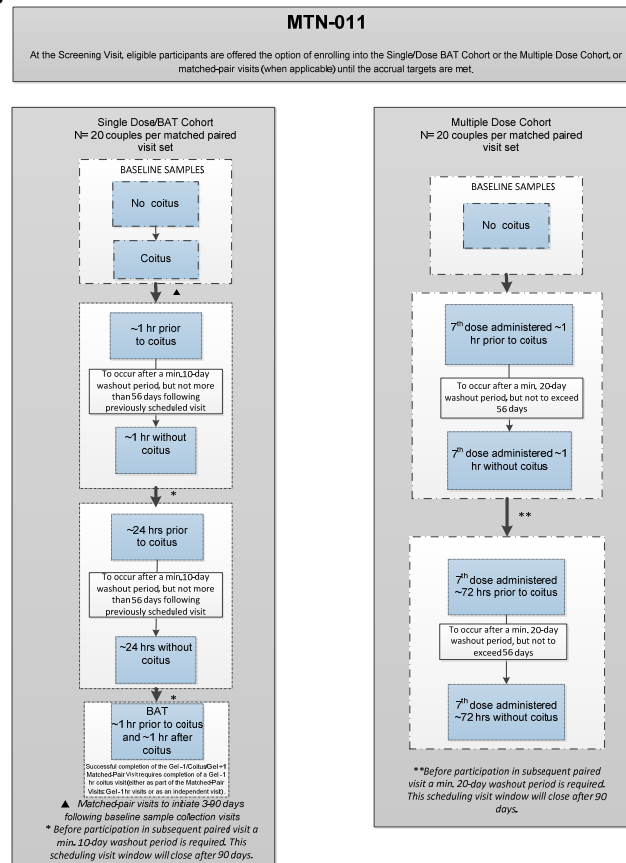 MTN-011
At the Screening Visit, eligible participants are offered the option of enrolling into the Single/Dose BAT Cohort or the Multiple Dose Cohort, or
matched-pair visits (when applicable) until the accrual targets are met.
Single Dose/BAT Cohort
N= 20 couples per matched paired
visit set
BASELINE SAMPLES
No coitus
Coitus
▲
~1 hr prior
to coitus
To occur after a min. 10-day
washout period, but not more
than 56 days following
previously scheduled visit
~1 hr without
coitus
*
~24 hrs prior
to coitus
To occur after a min. 10-day
washout period, but not more
than 56 days following
previously scheduled visit
~24 hrs without
coitus
*
BAT
~1 hr prior to coitus
and ~1 hr after
coitus
Successful completion of the Gel -1/Coitus/Gel +1
Matched-Pair Visit requires completion of a Gel -1
hr coitus visit (either as part of the Matched-Pair
Visits: Gel -1 hr visits or as an independent visit).
▲ Matched-pair visits to initiate 3-90 days
following baseline sample collection visits
* Before participation in subsequent paired visit a
min. 10-day washout period is required. This
scheduling visit window will close after 90 days.
Multiple Dose Cohort
N= 20 couples per matched paired
visit set
BASELINE SAMPLES
No coitus
7th dose administered ~1
hr prior to coitus
To occur after a min. 20-day
washout period, but not to exceed
56 days
7th dose administered ~1
hr without coitus
**
7th dose administered
~72 hrs prior to coitus
To occur after a min. 20-day
washout period, but not to
exceed 56 days
7th dose administered
~72 hrs without coitus
**Before participation in subsequent paired
visit a min. 20-day washout period is required.
This scheduling visit window will close after 90
days.